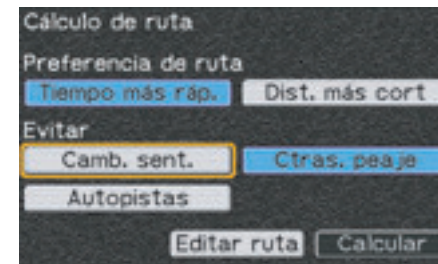 Cálculo de ruta
Preferencia de ruta
Tiempo más ráp. Dist. más cort
Evitar
Camb. sent. Ctras. peaje
Autopistas
Editar ruta Calcular